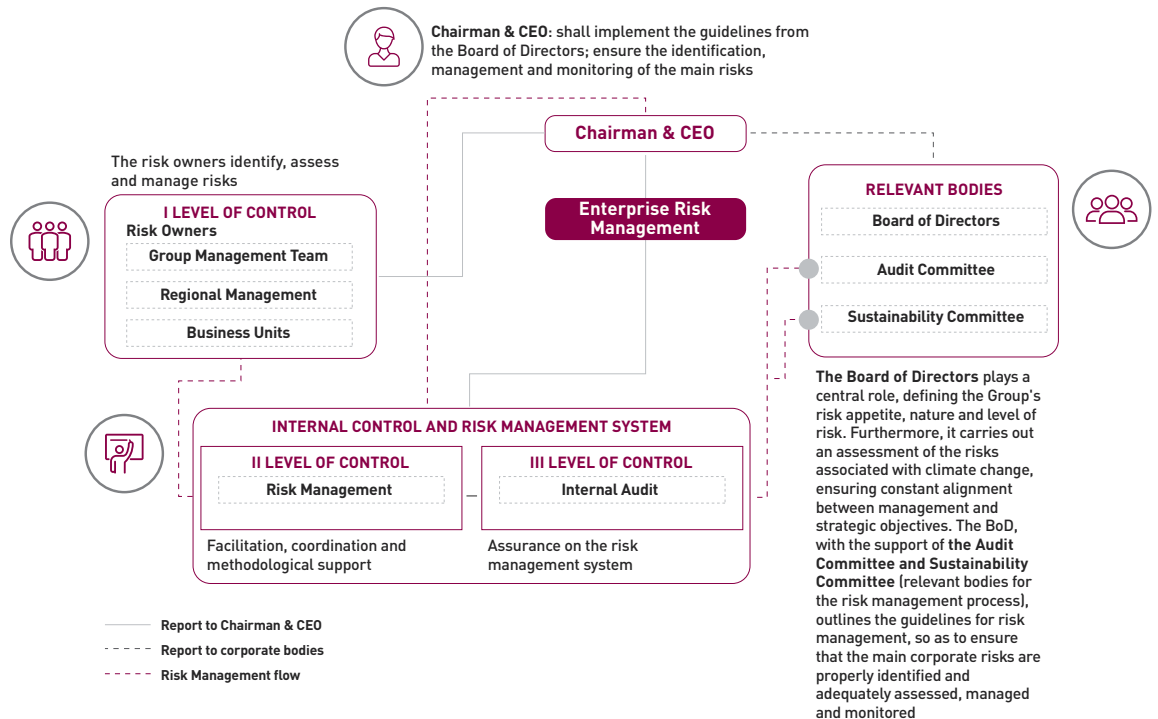 Chairman & CEO: shall implement the guidelines from
the Board of Directors; ensure the identification,
management and monitoring of the main risks
Chairman & CEO
The risk owners identify, assess
and manage risks
I LEVEL OF CONTROL
Risk Owners
Group Management Team
Regional Management
Business Units
Enterprise Risk
Management
RELEVANT BODIES
Board of Directors
Audit Committee
Sustainability Committee
The Board of Directors plays a
central role, defining the Group's
risk appetite, nature and level of
risk. Furthermore, it carries out
an assessment of the risks
associated with climate change,
ensuring constant alignment
between management and
strategic objectives. The BoD,
with the support of the Audit
Committee and Sustainability
Committee (relevant bodies for
the risk management process),
outlines the guidelines for risk
management, so as to ensure
that the main corporate risks are
properly identified and
adequately assessed, managed
and monitored
INTERNAL CONTROL AND RISK MANAGEMENT SYSTEM
II LEVEL OF CONTROL
Risk Management
Facilitation, coordination and
methodological support
III LEVEL OF CONTROL
Internal Audit
Assurance on the risk
management system
Report to Chairman & CEO
Report to corporate bodies
Risk Management flow